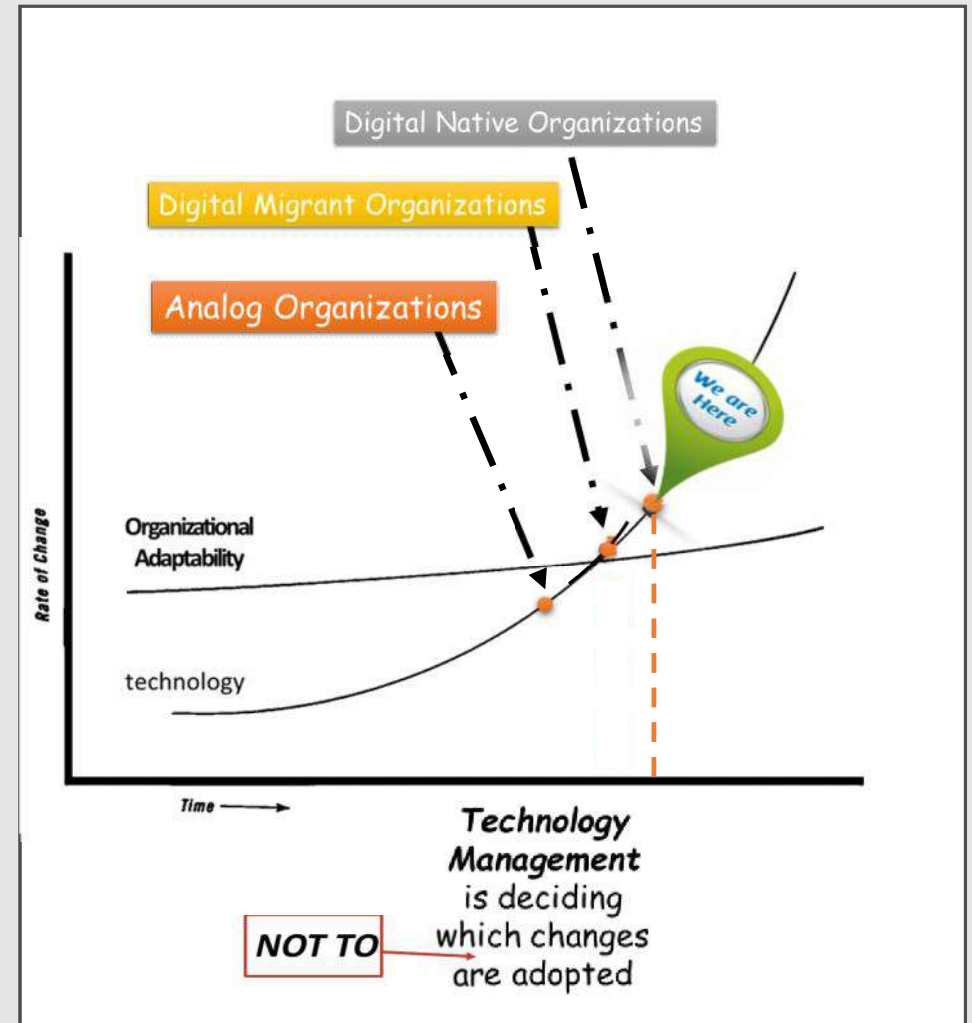 Digital Native Organizations
Digital Migrant Organizations
Analog Organizations
We are
Here
Organizational
Adaptability
Rate of Change
technology
Time
Technology
Management
is deciding
NOT TO
which changes
are adopted